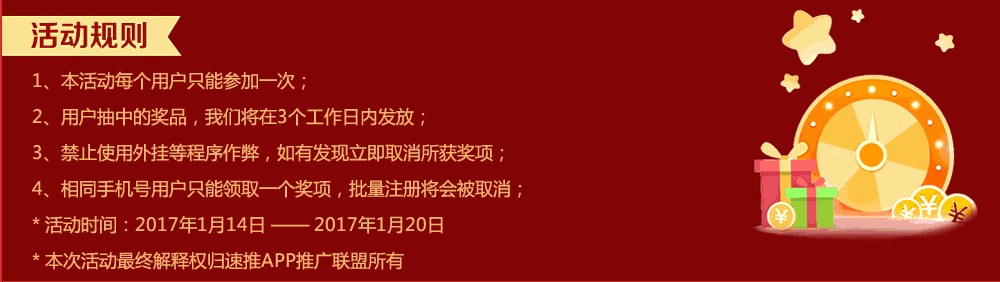 活动规则
1、本活动每个用户只能参加一次；
2、用户抽中的奖品，我们将在3个工作日内发放；
3、禁止使用外挂等程序作弊，如有发现立即取消所获奖项；
4、相同手机号用户只能领取一个奖项，批量注册将会被取消；
* 活动时间：2017年1月14日 —— 2017年1月20日
* 本次活动最终解释权归速推APP推广联盟所有
¥ ¥ ¥ ¥